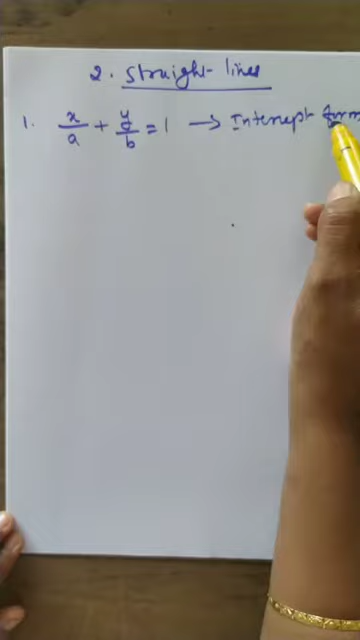 2. Straight lines
1. x/a + y/b = 1 → Intercept form